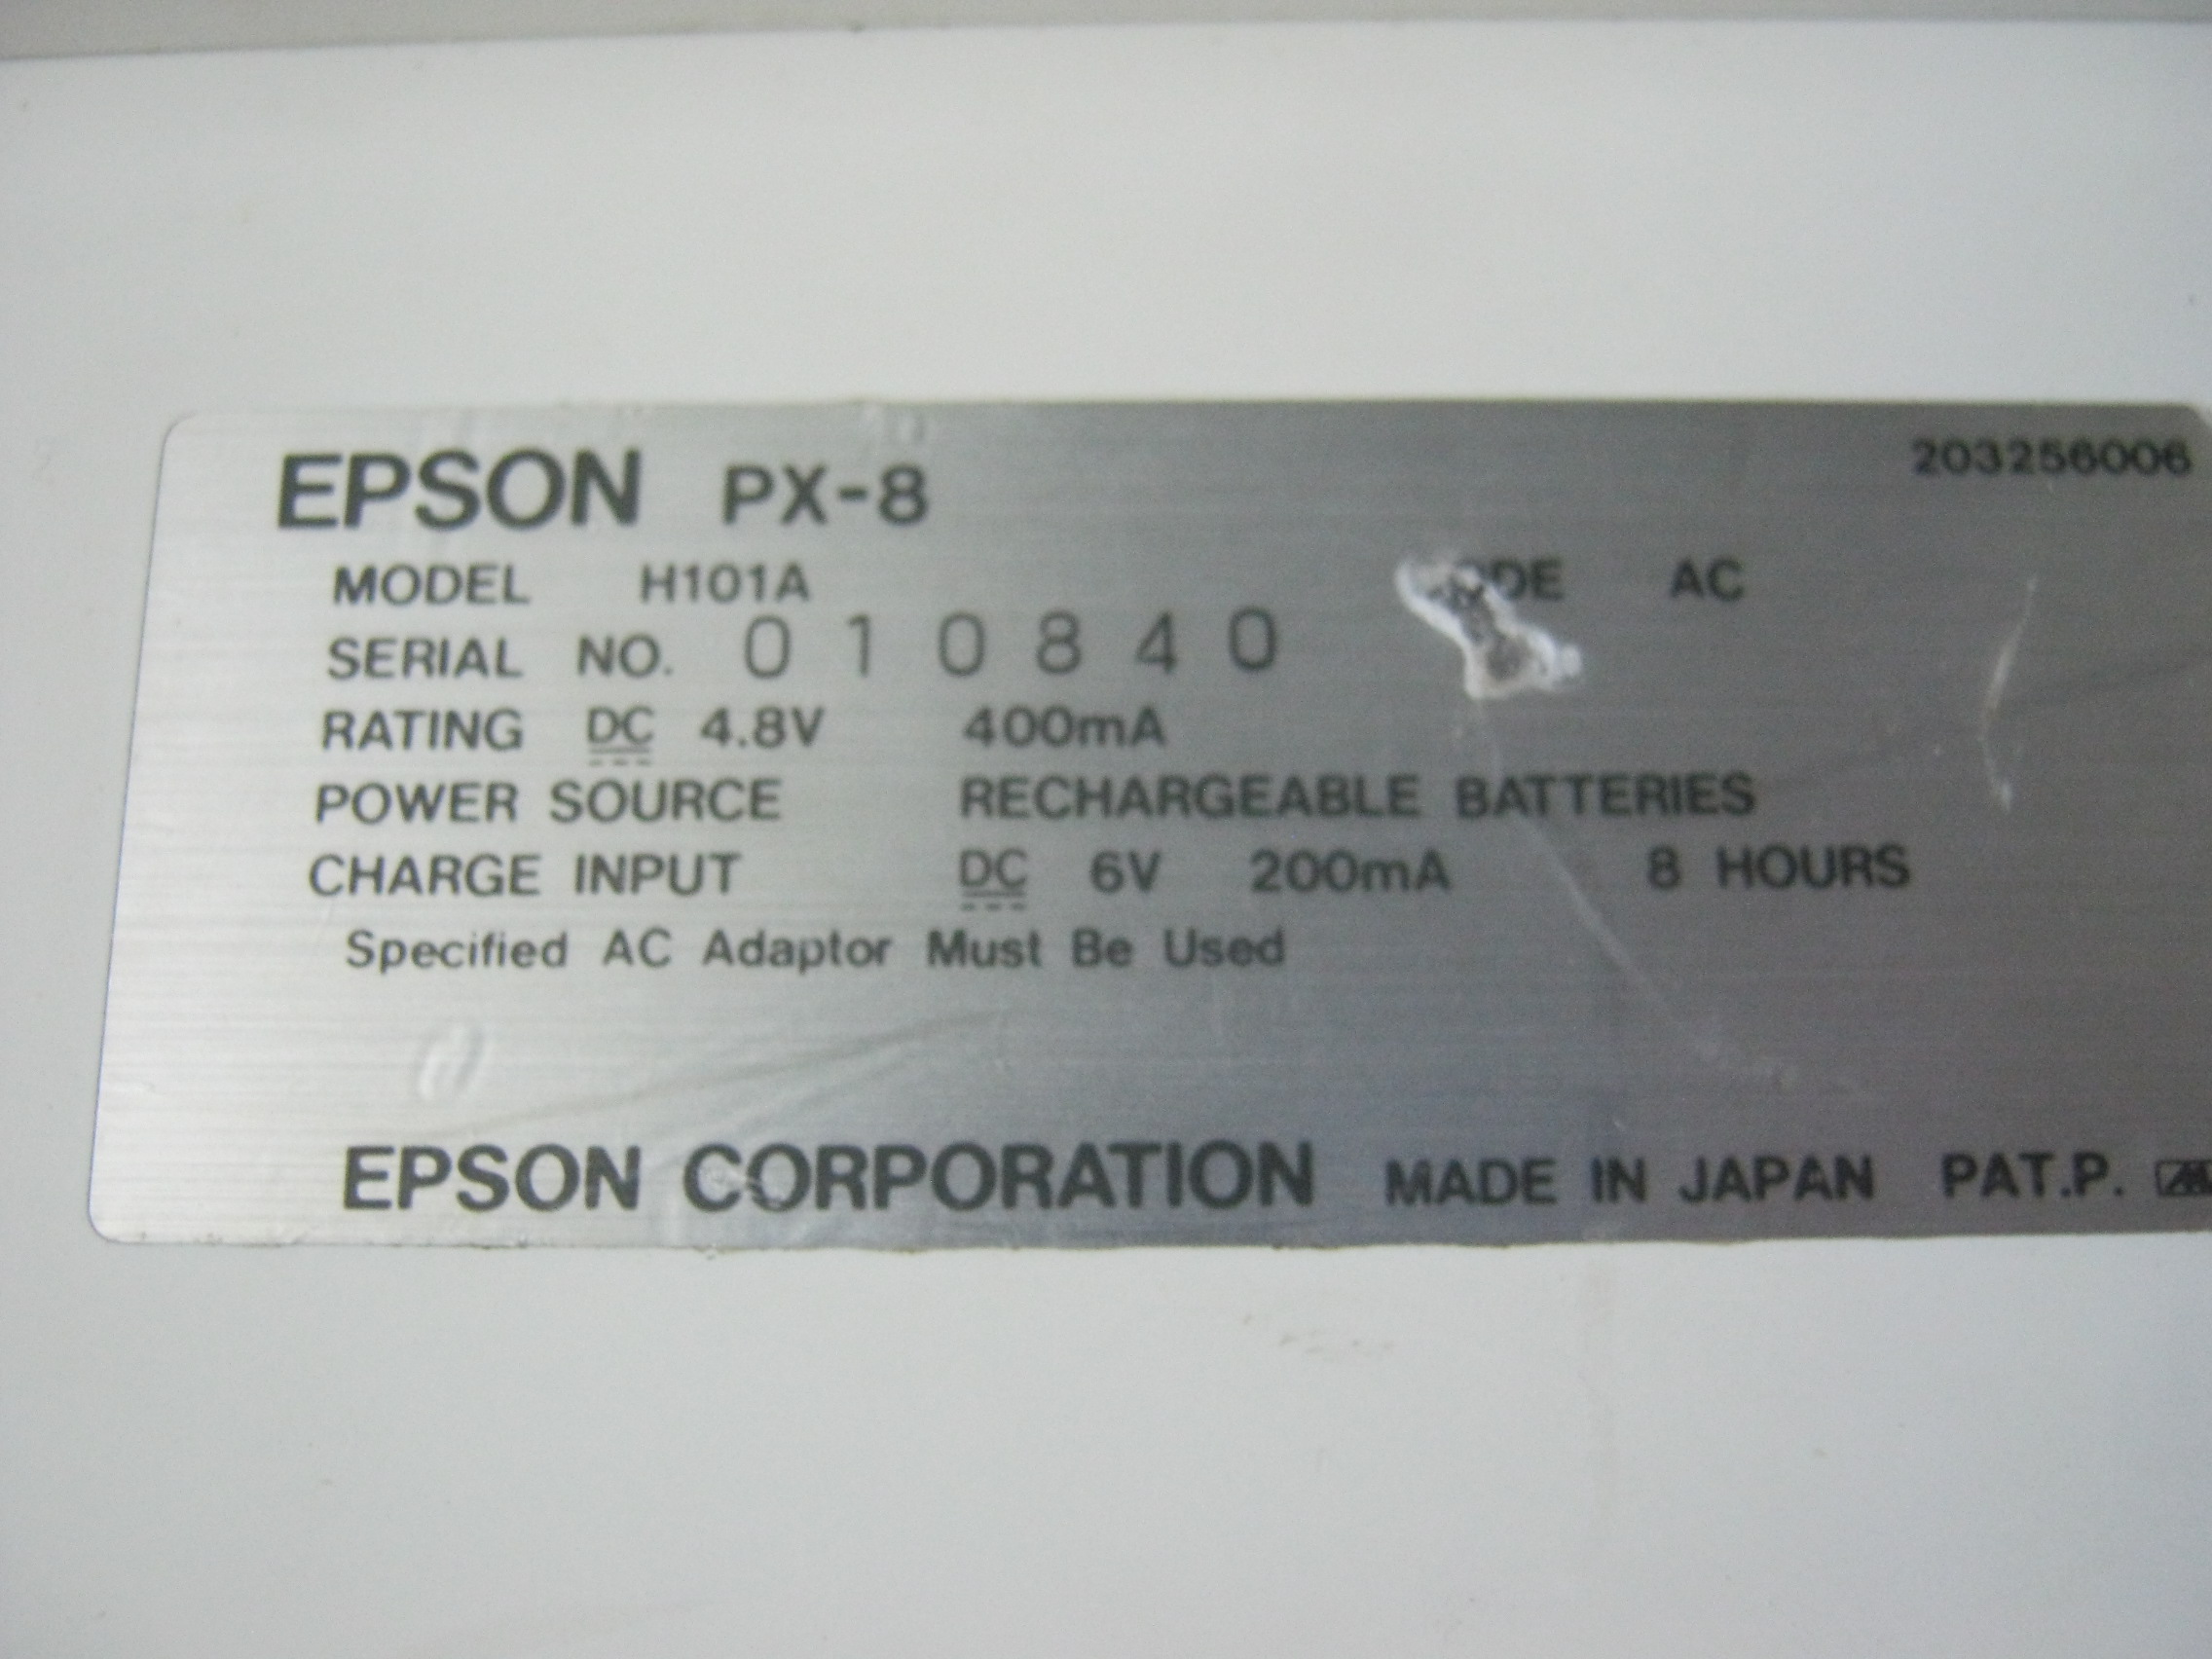 203256006
EPSON PX-8
MODEL H101A AC
SERIAL NO. 010840
RATING DC 4.8V 400mA
POWER SOURCE RECHARGEABLE BATTERIES
CHARGE INPUT DC 6V 200mA 8 HOURS
Specified AC Adaptor Must Be Used
EPSON CORPORATION MADE IN JAPAN PAT.P.